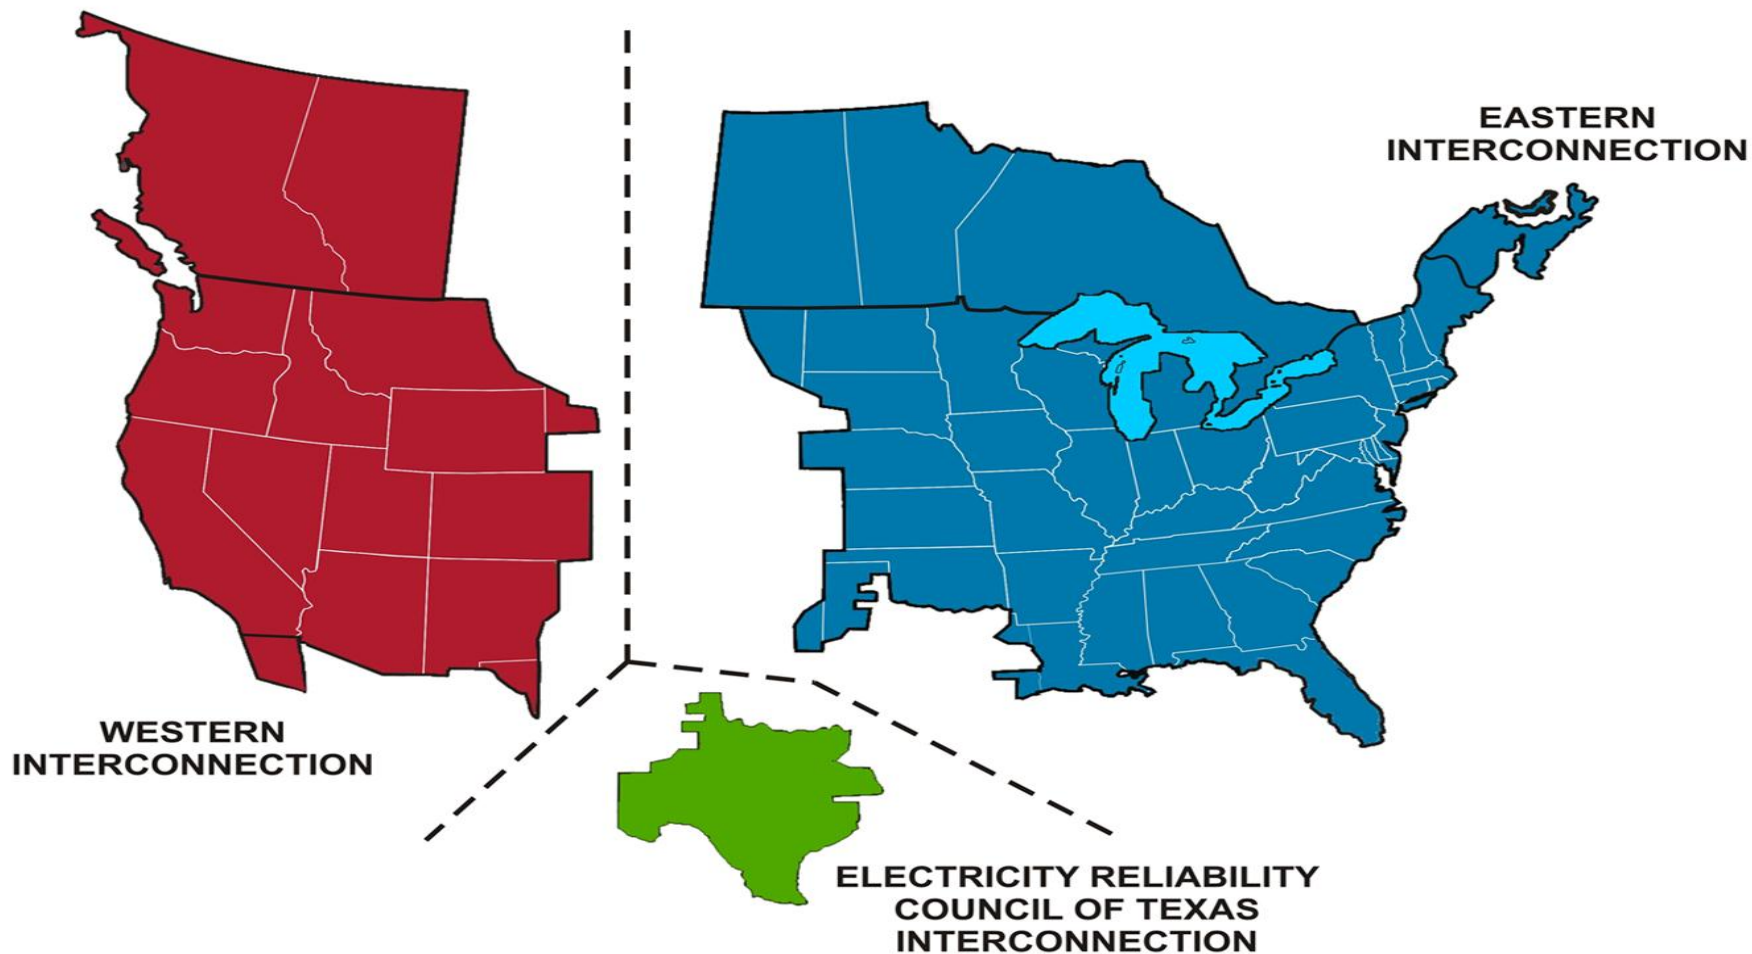 EASTERN
INTERCONNECTION
WESTERN
INTERCONNECTION
ELECTRICITY RELIABILITY
COUNCIL OF TEXAS
INTERCONNECTION